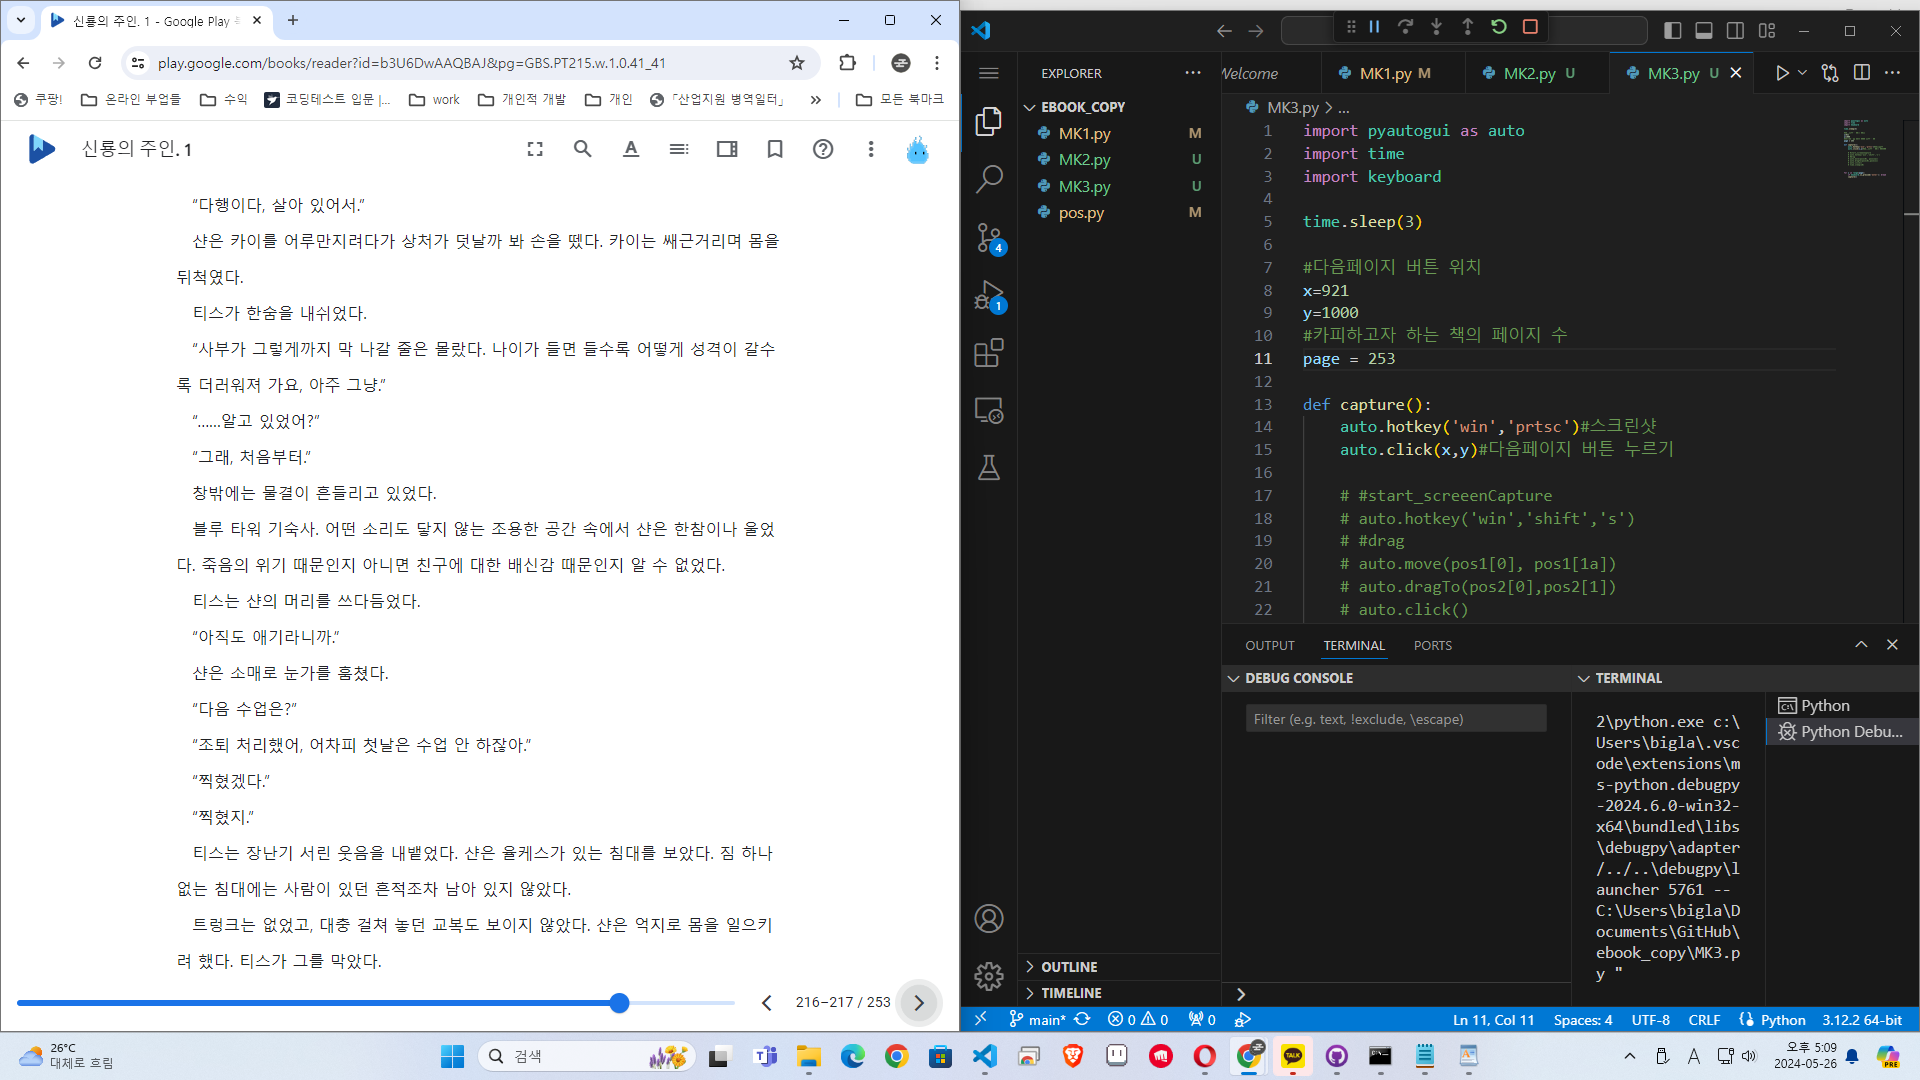 신룡의 주인. 1 - Google Play
play.google.com/books/reader?id=b3U6DwAAQBAJ&pg=GBS.PT215.w.1.0.41_41
쿠팡! 온라인 부업들 수익 코딩테스트 입문 |... work 개인적 개발 개인 「산업지원 병역일터」 » 모든 북마크
신룡의 주인. 1
“다행이다, 살아 있어서.”
샨은 카이를 어루만지려다가 상처가 덧날까 봐 손을 뗐다. 카이는 쌔근거리며 몸을
뒤척였다.
티스가 한숨을 내쉬었다.
“사부가 그렇게까지 막 나갈 줄은 몰랐다. 나이가 들면 들수록 어떻게 성격이 갈수
록 더러워져 가요, 아주 그냥.”
“……알고 있었어?”
“그래, 처음부터.”
창밖에는 물결이 흔들리고 있었다.
블루 타워 기숙사. 어떤 소리도 닿지 않는 조용한 공간 속에서 샨은 한참이나 울었
다. 죽음의 위기 때문인지 아니면 친구에 대한 배신감 때문인지 알 수 없었다.
티스는 샨의 머리를 쓰다듬었다.
“아직도 애기라니까.”
샨은 소매로 눈가를 훔쳤다.
“다음 수업은?”
“조퇴 처리했어, 어차피 첫날은 수업 안 하잖아.”
“찍혔겠다.”
“찍혔지.”
티스는 장난기 서린 웃음을 내뱉었다. 샨은 율케스가 있는 침대를 보았다. 짐 하나
없는 침대에는 사람이 있던 흔적조차 남아 있지 않았다.
트렁크는 없었고, 대충 걸쳐 놓던 교복도 보이지 않았다. 샨은 억지로 몸을 일으키
려 했다. 티스가 그를 막았다.
216–217 / 253
EXPLORER
EBOOK_COPY
MK1.py M
MK2.py U
MK3.py U
pos.py M
4
1
OUTLINE
TIMELINE
Welcome MK1.py M MK2.py U MK3.py U
MK3.py > ...
1 import pyautogui as auto
2 import time
3 import keyboard
4
5 time.sleep(3)
6
7 #다음페이지 버튼 위치
8 x=921
9 y=1000
10 #카피하고자 하는 책의 페이지 수
11 page = 253
12
13 def capture():
14 auto.hotkey('win','prtsc')#스크린샷
15 auto.click(x,y)#다음페이지 버튼 누르기
16
17 # #start_screeenCapture
18 # auto.hotkey('win','shift','s')
19 # #drag
20 # auto.move(pos1[0], pos1[1a])
21 # auto.dragTo(pos2[0],pos2[1])
22 # auto.click()
OUTPUT TERMINAL PORTS
DEBUG CONSOLE
Filter (e.g. text, !exclude, \escape)
TERMINAL
2\python.exe c:\
Users\bigla\.vsc
ode\extensions\m
s-python.debugpy
-2024.6.0-win32-
x64\bundled\libs
\debugpy\adapter
/../..\debugpy\l
auncher 5761 --
C:\Users\bigla\D
ocuments\GitHub\
ebook_copy\MK3.p
y "
Python
Python Debu...
main* 0 0 0 Ln 11, Col 11 Spaces: 4 UTF-8 CRLF Python 3.12.2 64-bit
26°C
대체로 흐림
검색
TALK
A
오후 5:09
2024-05-26
PRE